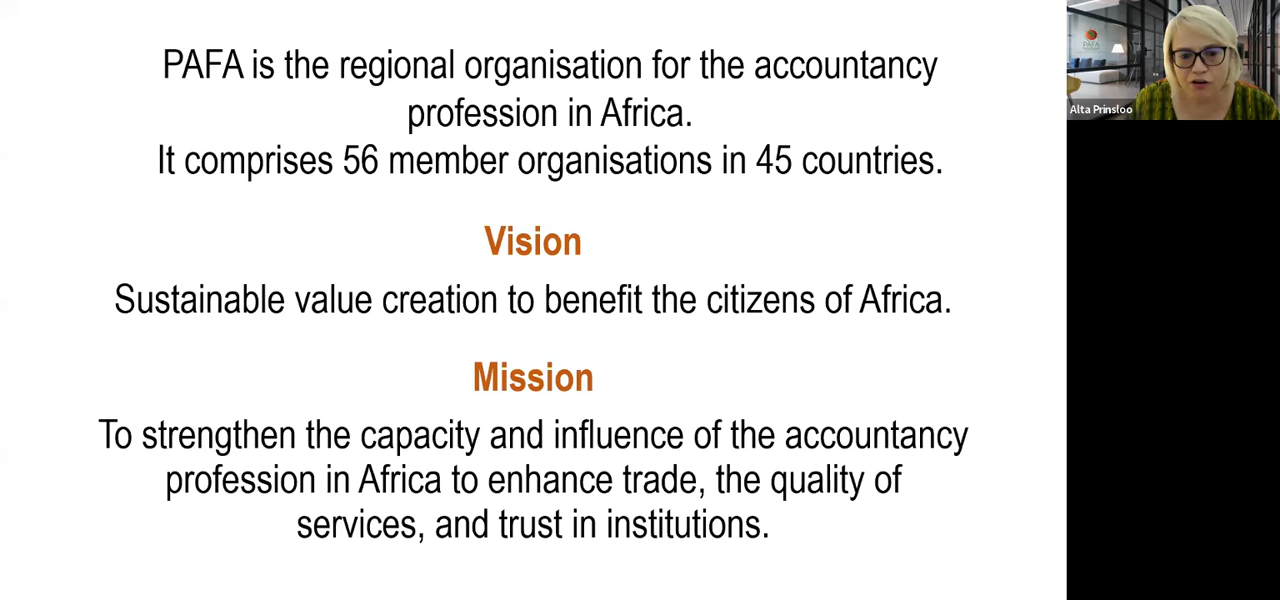 PAFA is the regional organisation for the accountancy
profession in Africa.
It comprises 56 member organisations in 45 countries.
Vision
Sustainable value creation to benefit the citizens of Africa.
Mission
To strengthen the capacity and influence of the accountancy
profession in Africa to enhance trade, the quality of
services, and trust in institutions.
PAFA
Alta Prinsloo